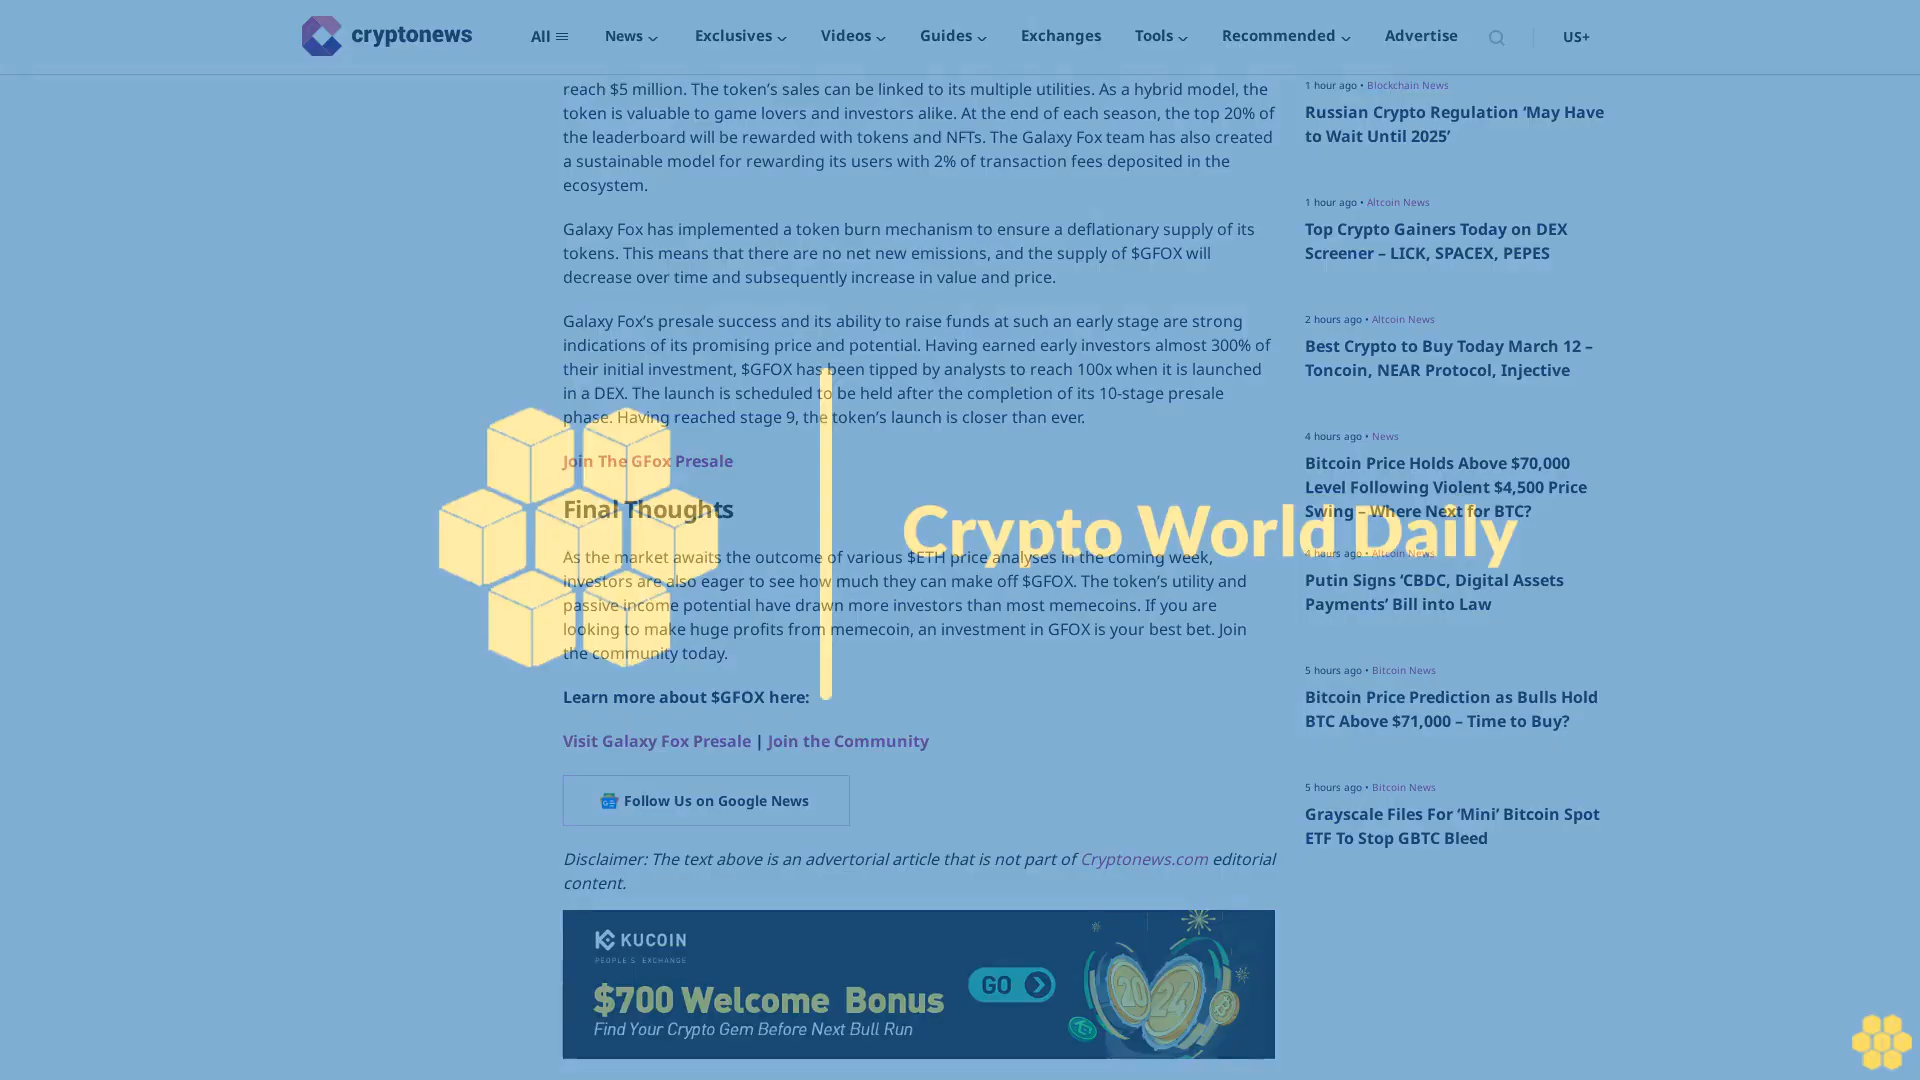 cryptonews
All
News
Exclusives
Videos
Guides
Exchanges
Tools
Recommended
Advertise
US+
reach $5 million. The token’s sales can be linked to its multiple utilities. As a hybrid model, the
token is valuable to game lovers and investors alike. At the end of each season, the top 20% of
the leaderboard will be rewarded with tokens and NFTs. The Galaxy Fox team has also created
a sustainable model for rewarding its users with 2% of transaction fees deposited in the
ecosystem.
Galaxy Fox has implemented a token burn mechanism to ensure a deflationary supply of its
tokens. This means that there are no net new emissions, and the supply of $GFOX will
decrease over time and subsequently increase in value and price.
Galaxy Fox’s presale success and its ability to raise funds at such an early stage are strong
indications of its promising price and potential. Having earned early investors almost 300% of
their initial investment, $GFOX has been tipped by analysts to reach 100x when it is launched
in a DEX. The launch is scheduled to be held after the completion of its 10-stage presale
phase. Having reached stage 9, the token’s launch is closer than ever.
Join The GFox Presale
Final Thoughts
As the market awaits the outcome of various $ETH price analyses in the coming week,
investors are also eager to see how much they can make off $GFOX. The token’s utility and
passive income potential have drawn more investors than most memecoins. If you are
looking to make huge profits from memecoin, an investment in GFOX is your best bet. Join
the community today.
Learn more about $GFOX here:
Visit Galaxy Fox Presale | Join the Community
Follow Us on Google News
Disclaimer: The text above is an advertorial article that is not part of Cryptonews.com editorial
content.
KUCOIN
PEOPLE'S EXCHANGE
$700 Welcome Bonus
Find Your Crypto Gem Before Next Bull Run
GO
2024
1 hour ago • Blockchain News
Russian Crypto Regulation ‘May Have
to Wait Until 2025’
1 hour ago • Altcoin News
Top Crypto Gainers Today on DEX
Screener – LICK, SPACEX, PEPES
2 hours ago • Altcoin News
Best Crypto to Buy Today March 12 –
Toncoin, NEAR Protocol, Injective
4 hours ago • News
Bitcoin Price Holds Above $70,000
Level Following Violent $4,500 Price
Swing – Where Next for BTC?
4 hours ago • Altcoin News
Putin Signs ‘CBDC, Digital Assets
Payments’ Bill into Law
5 hours ago • Bitcoin News
Bitcoin Price Prediction as Bulls Hold
BTC Above $71,000 – Time to Buy?
5 hours ago • Bitcoin News
Grayscale Files For ‘Mini’ Bitcoin Spot
ETF To Stop GBTC Bleed
Crypto World Daily